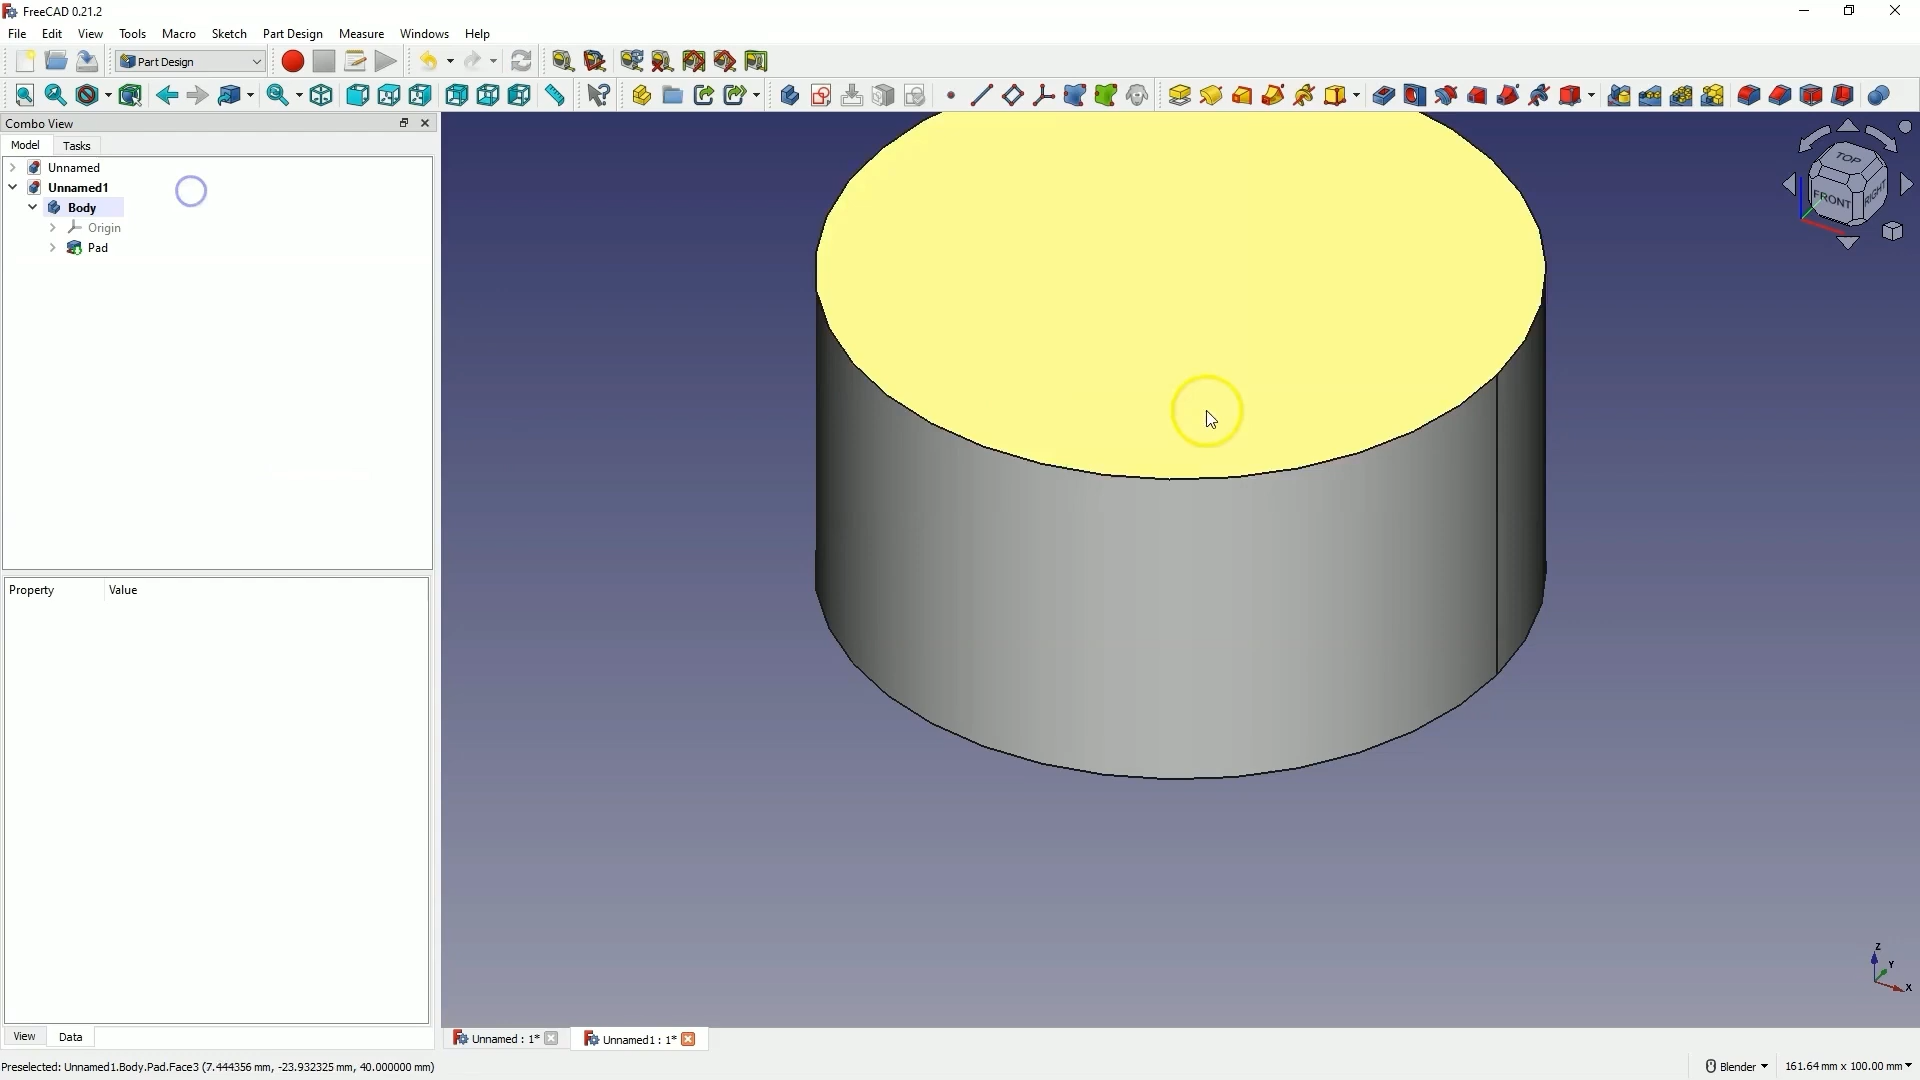 FreeCAD 0.21.2
File Edit View Tools Macro Sketch Part Design Measure Windows Help
Part Design
Combo View
Model Tasks
Unnamed
Unnamed1
Body
Origin
Pad
TOP
FRONT RIGHT
Property Value
Z
Y
X
View Data
Unnamed : 1* Unnamed1 : 1*
Preselected: Unnamed1.Body.Pad.Face3 (7.444356 mm, -23.932325 mm, 40.000000 mm)
Blender 161.64 mm x 100.00 mm